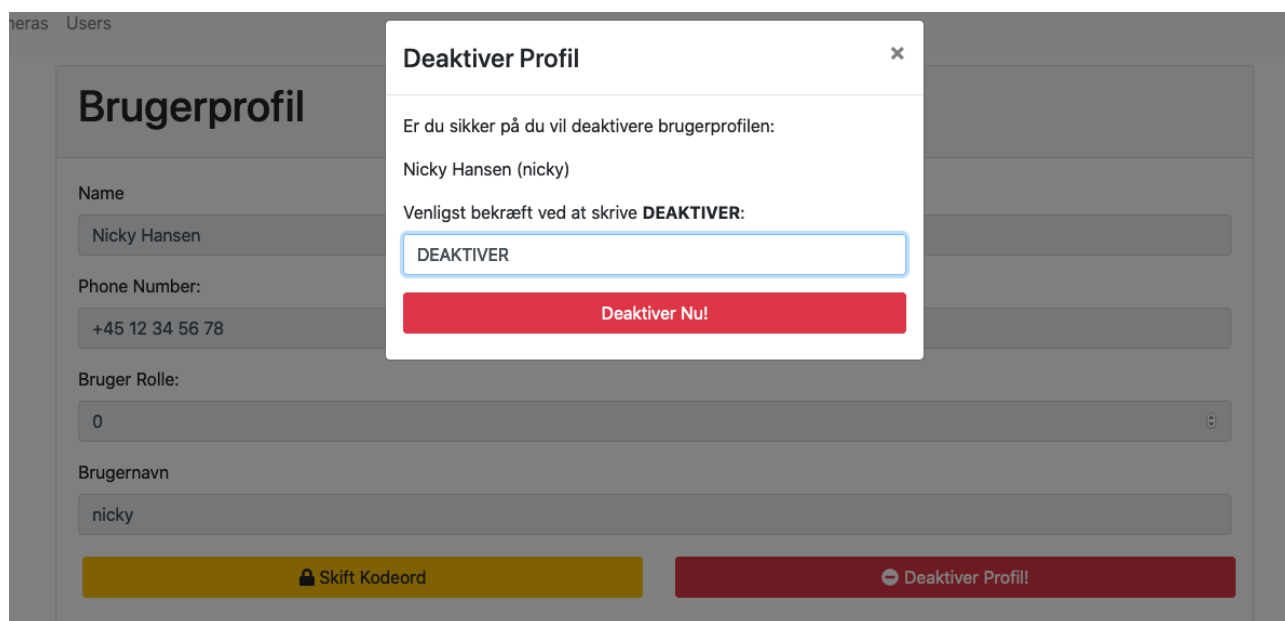 Users
Deaktiver Profil ×
Brugerprofil
Er du sikker på du vil deaktivere brugerprofilen:
Nicky Hansen (nicky)
Venligst bekræft ved at skrive DEAKTIVER:
DEAKTIVER
Deaktiver Nu!
Name
Nicky Hansen
Phone Number:
+45 12 34 56 78
Bruger Rolle:
0
Brugernavn
nicky
Skift Kodeord
Deaktiver Profil!